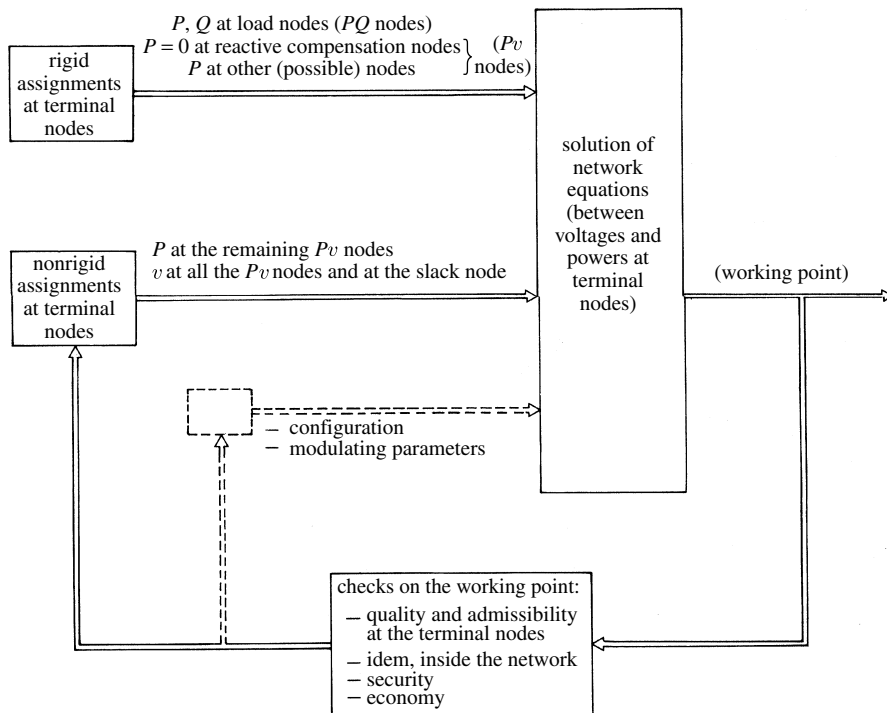 P, Q at load nodes (PQ nodes)
P = 0 at reactive compensation nodes
P at other (possible) nodes
(Pv
nodes)
rigid
assignments
at terminal
nodes
solution of
network
equations
(between
voltages and
powers at
terminal
nodes)
P at the remaining Pv nodes
v at all the Pv nodes and at the slack node
nonrigid
assignments
at terminal
nodes
(working point)
– configuration
– modulating parameters
checks on the working point:
– quality and admissibility
at the terminal nodes
– idem, inside the network
– security
– economy